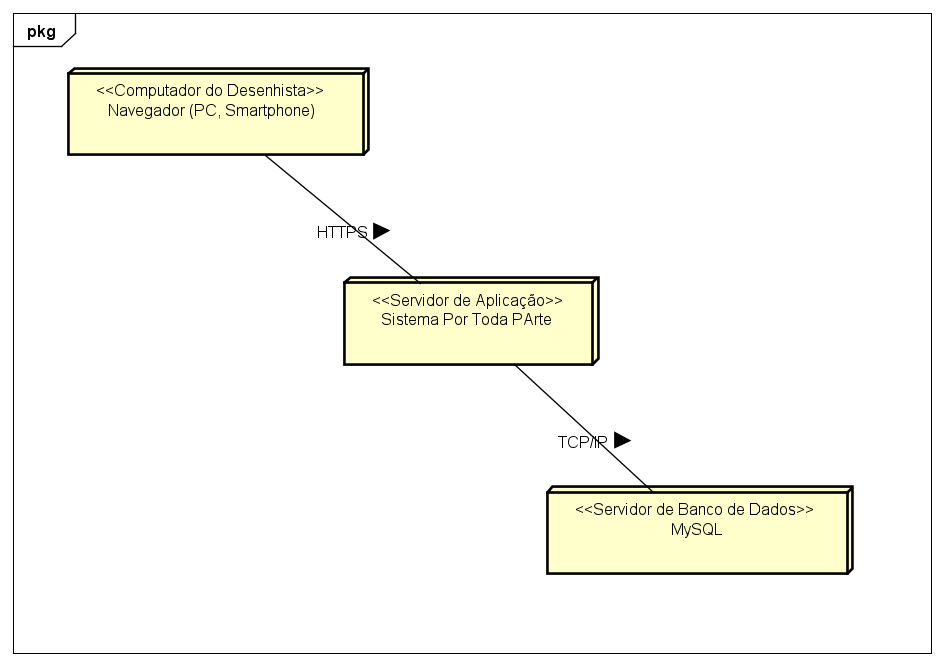 pkg
<<Computador do Desenhista>>
Navegador (PC, Smartphone)
HTTPS
<<Servidor de Aplicação>>
Sistema Por Toda PArte
TCP/IP
<<Servidor de Banco de Dados>>
MySQL